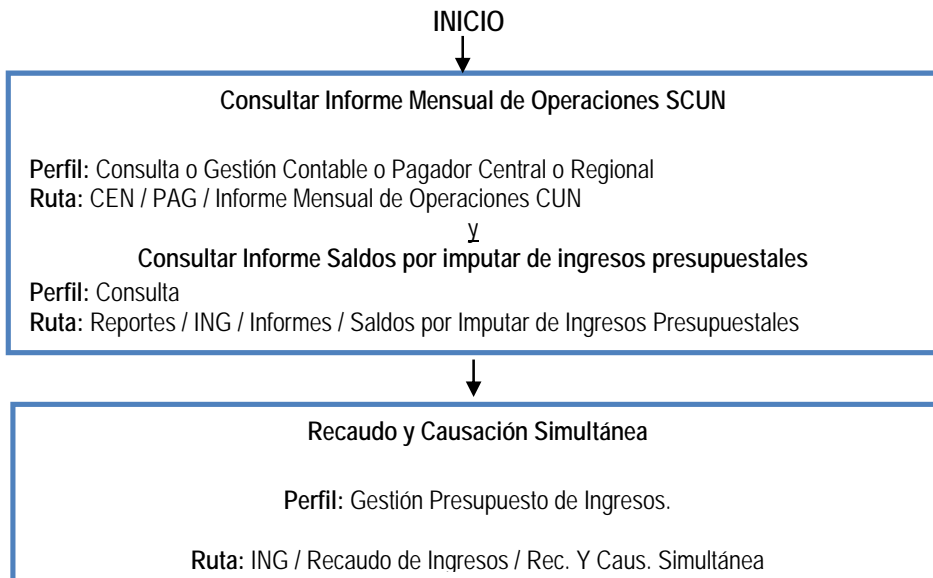 INICIO
Consultar Informe Mensual de Operaciones SCUN
Perfil: Consulta o Gestión Contable o Pagador Central o Regional
Ruta: CEN / PAG / Informe Mensual de Operaciones CUN
y
Consultar Informe Saldos por imputar de ingresos presupuestales
Perfil: Consulta
Ruta: Reportes / ING / Informes / Saldos por Imputar de Ingresos Presupuestales
Recaudo y Causación Simultánea
Perfil: Gestión Presupuesto de Ingresos.
Ruta: ING / Recaudo de Ingresos / Rec. Y Caus. Simultánea